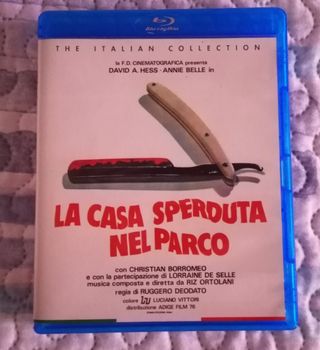 Blu-ray Disc
THE ITALIAN COLLECTION
la F.D. CINEMATOGRAFICA presenta
DAVID A. HESS - ANNIE BELLE in
LA CASA SPERDUTA
NEL PARCO
con CHRISTIAN BORROMEO
e con la partecipazione di LORRAINE DE SELLE
musica composta e diretta da RIZ ORTOLANI
regia di RUGGERO DEODATO
colore LV LUCIANO VITTORI
distribuzione ADIGE FILM 76